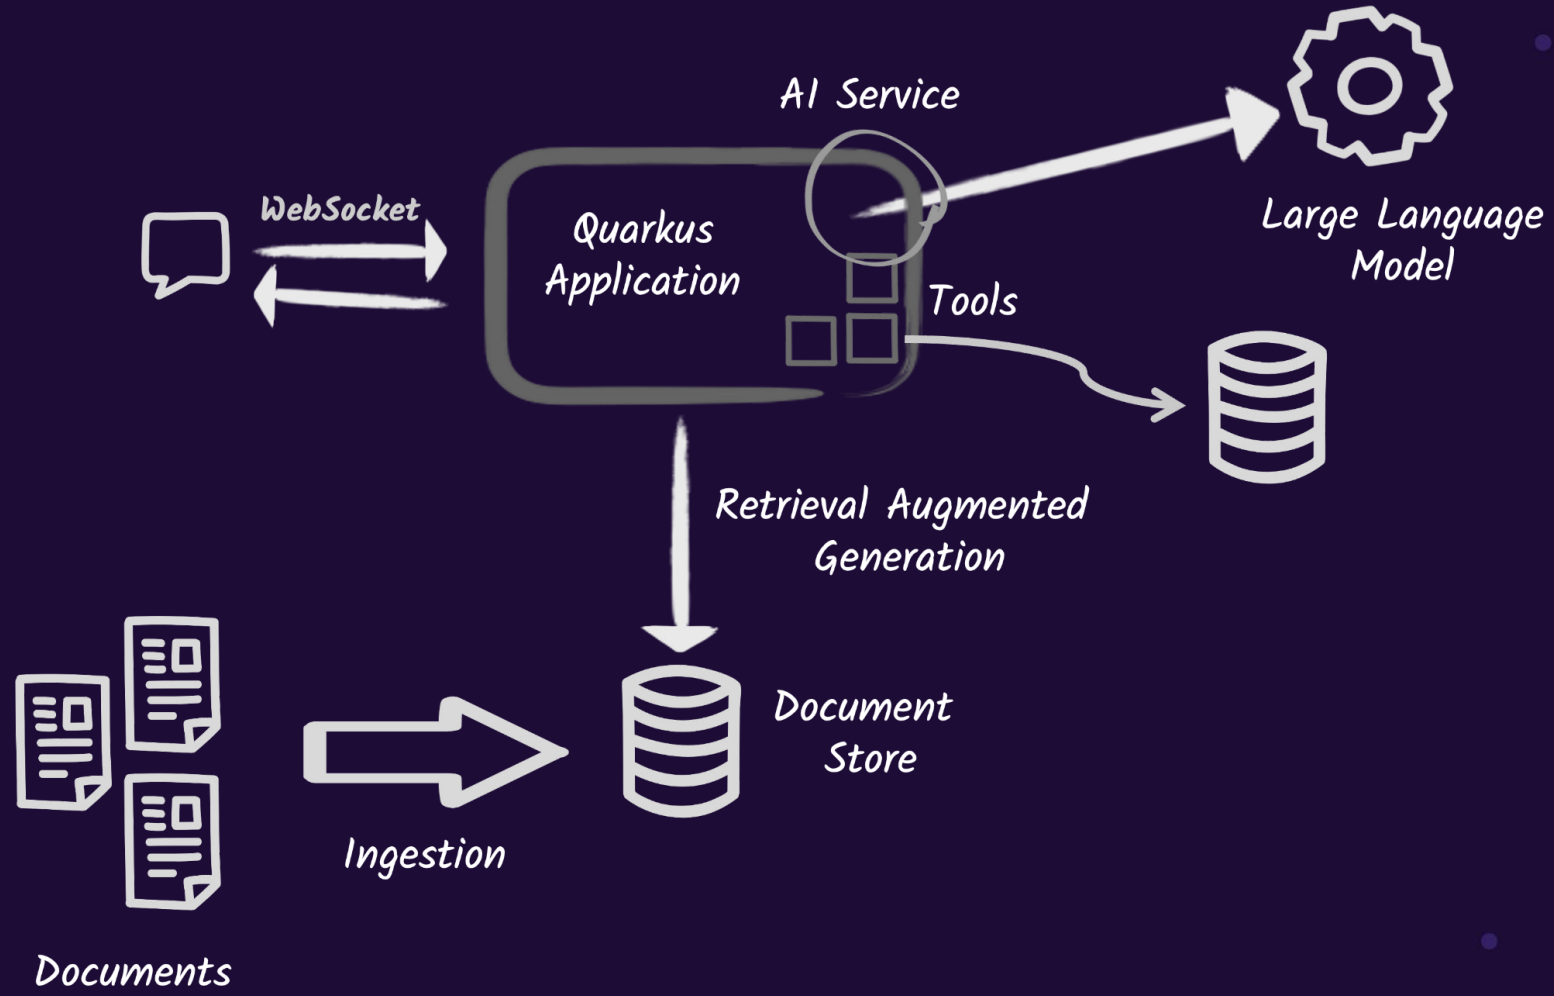 AI Service
WebSocket
Quarkus
Application
Large Language
Model
Tools
Retrieval Augmented
Generation
Document
Store
Ingestion
Documents